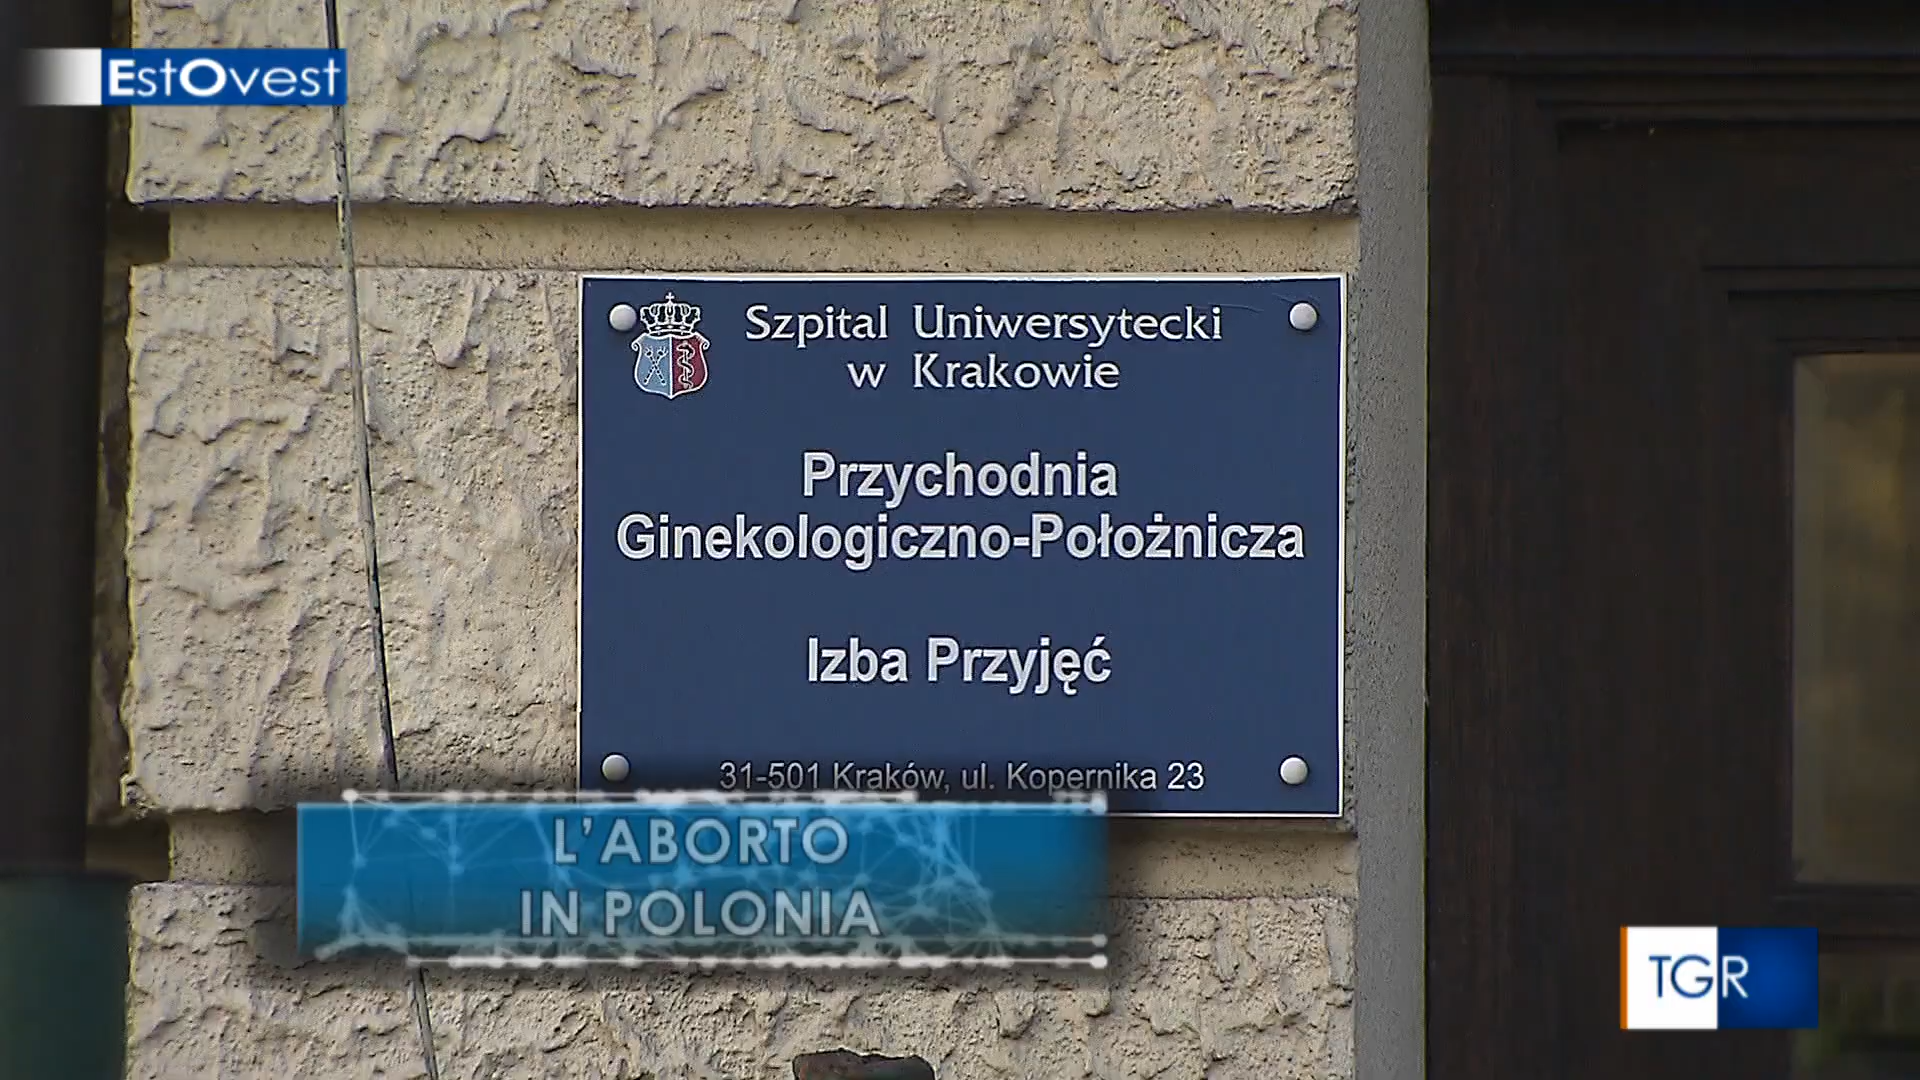 EstOvest
Szpital Uniwersytecki
w Krakowie
Przychodnia
Ginekologiczno-Położnicza
Izba Przyjęć
31-501 Kraków, ul. Kopernika 23
L'ABORTO
IN POLONIA
TGR